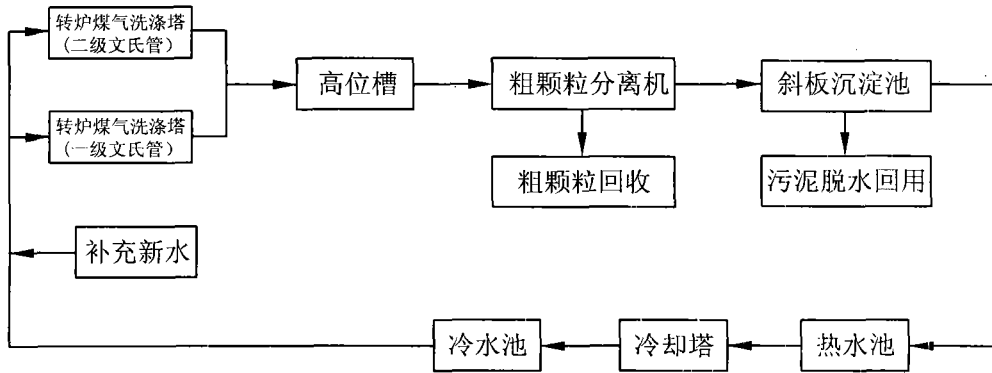 转炉煤气洗涤塔
(二级文氏管)
高位槽
粗颗粒分离机
斜板沉淀池
转炉煤气洗涤塔
(一级文氏管)
粗颗粒回收
污泥脱水回用
补充新水
冷水池
冷却塔
热水池